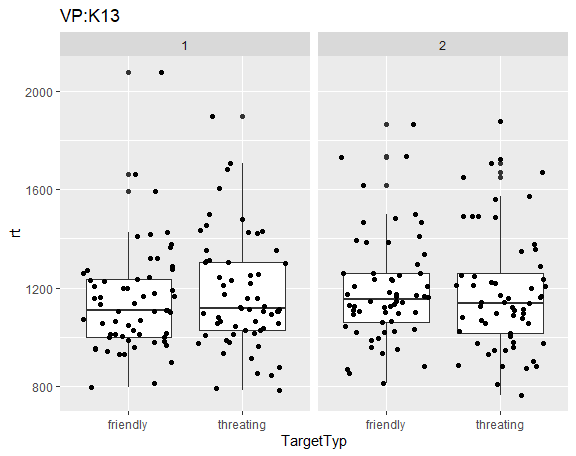 VP:K13
1
2
rt
2000
1600
1200
800
friendly
threating
friendly
threating
TargetTyp